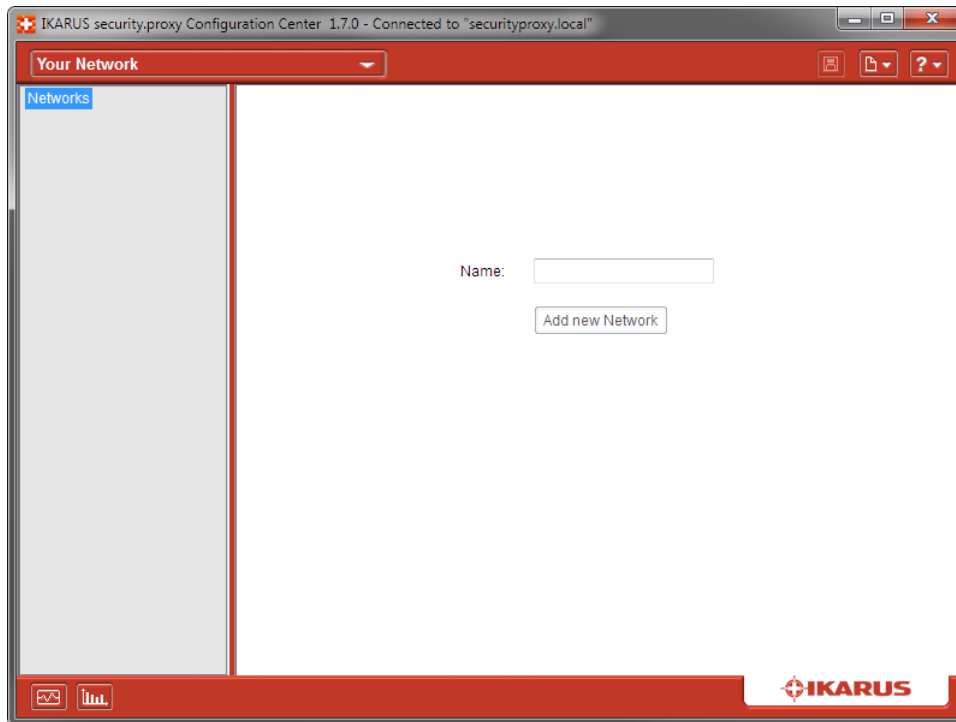 IKARUS security.proxy Configuration Center 1.7.0 - Connected to "securityproxy.local"
Your Network
?
Networks
Name:
Add new Network
IKARUS